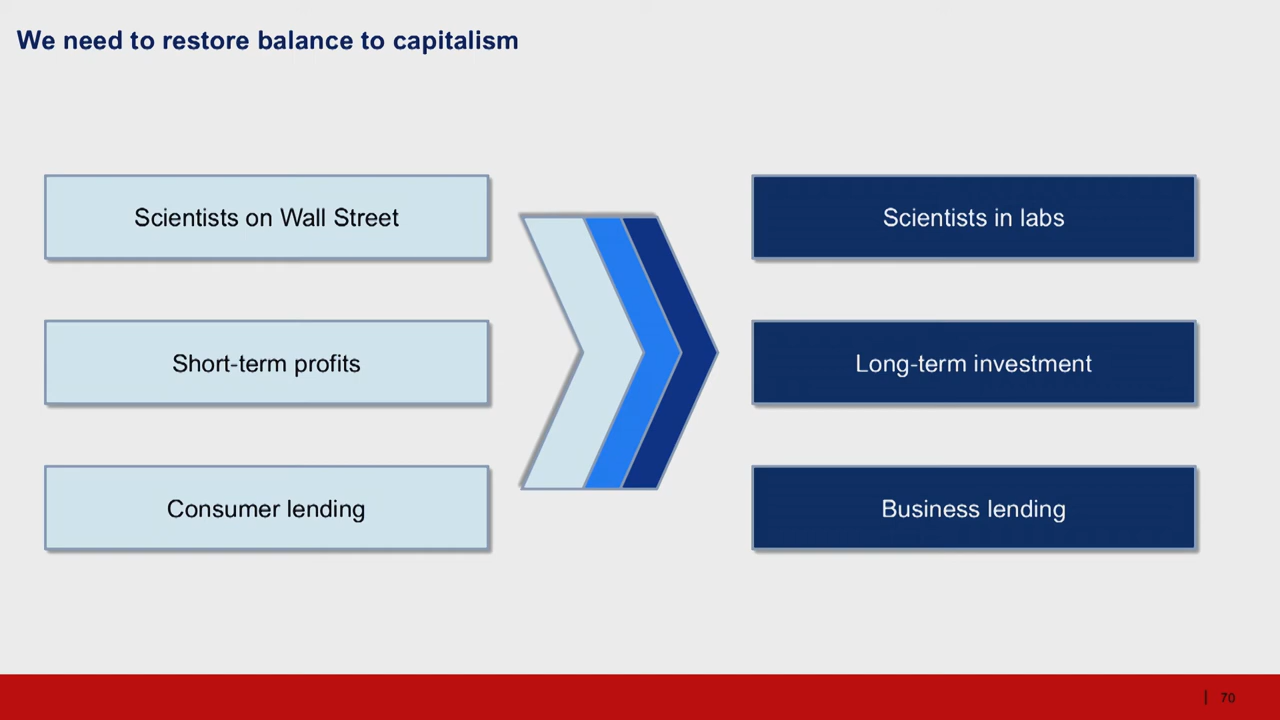 We need to restore balance to capitalism
Scientists on Wall Street
Scientists in labs
Short-term profits
Long-term investment
Consumer lending
Business lending
| 70